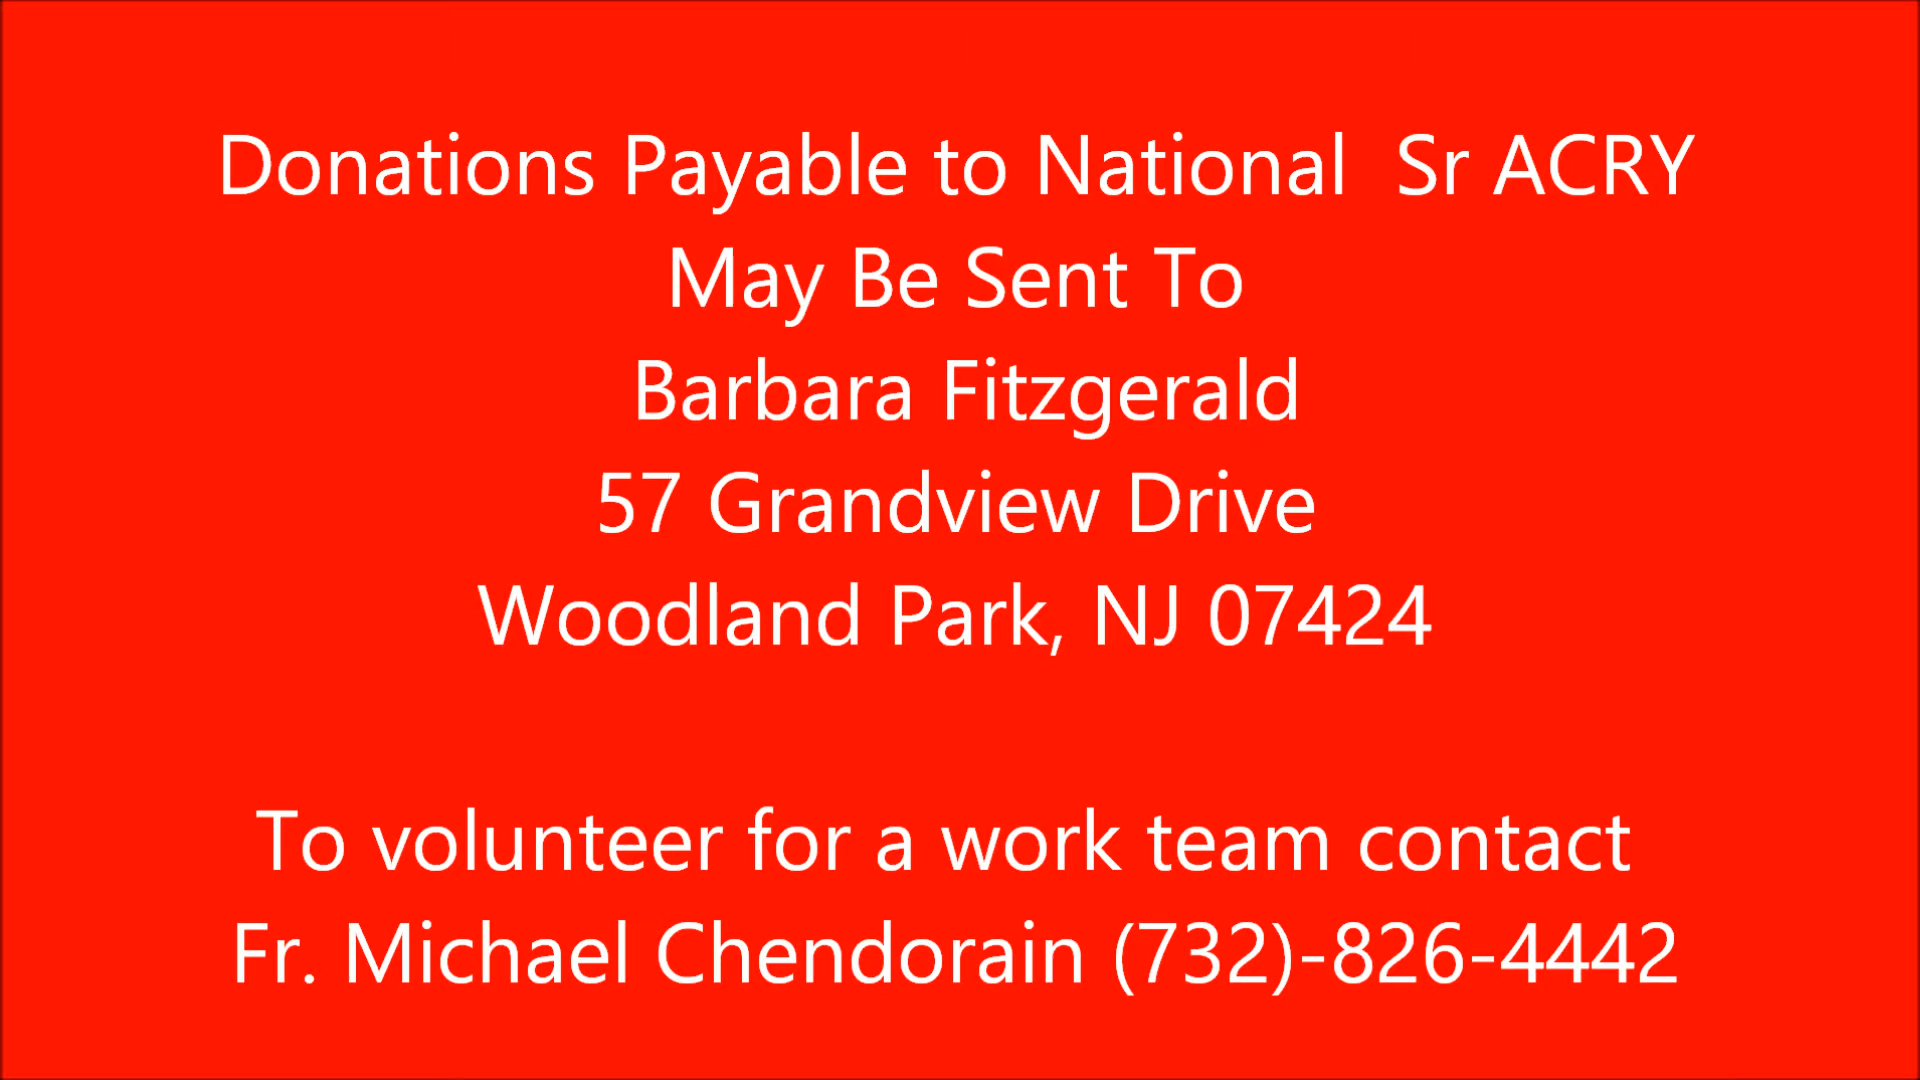 Donations Payable to National  Sr ACRY
May Be Sent To
Barbara Fitzgerald
57 Grandview Drive
Woodland Park, NJ 07424
To volunteer for a work team contact
Fr. Michael Chendorain (732)-826-4442